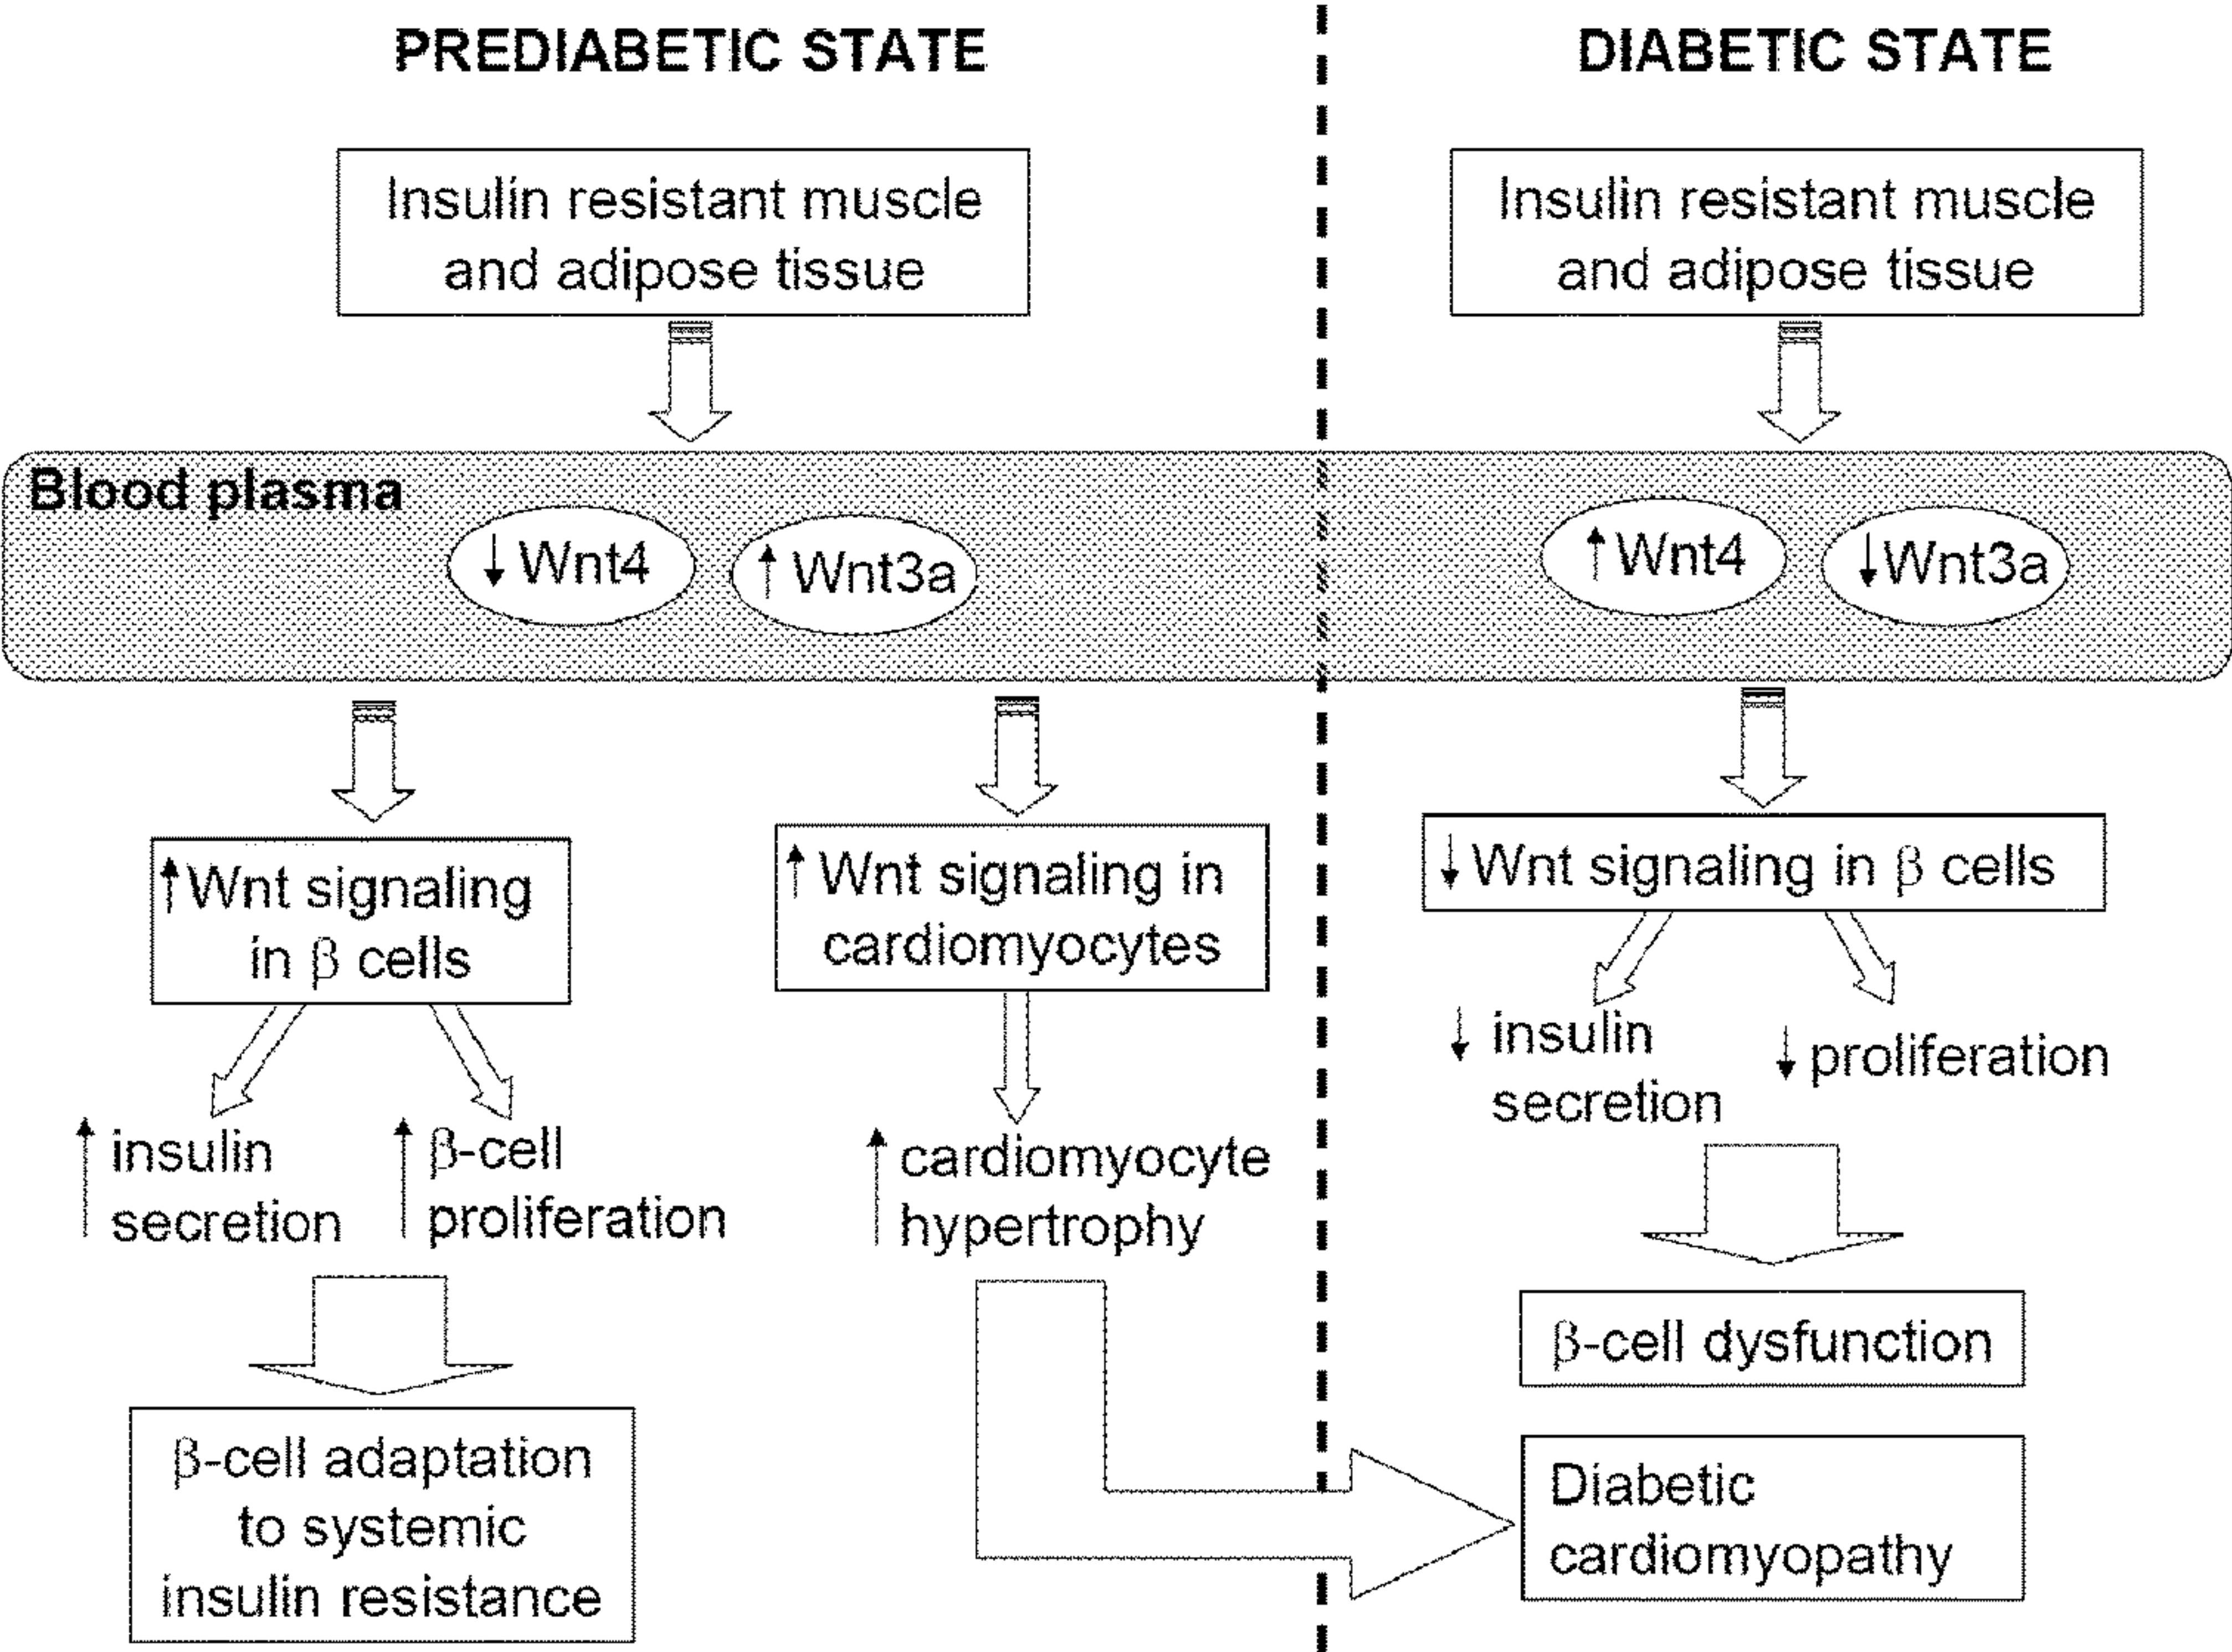 PREDIABETIC STATE
DIABETIC STATE
Insulin resistant muscle
and adipose tissue
Insulin resistant muscle
and adipose tissue
Blood plasma
↓ Wnt4
↑ Wnt3a
↑ Wnt4
↓ Wnt3a
↑ Wnt signaling
in β cells
↑ Wnt signaling in
cardiomyocytes
↓ Wnt signaling in β cells
↑ insulin
secretion
↑ β-cell
proliferation
↑ cardiomyocyte
hypertrophy
↓ insulin
secretion
↓ proliferation
β-cell adaptation
to systemic
insulin resistance
β-cell dysfunction
Diabetic
cardiomyopathy